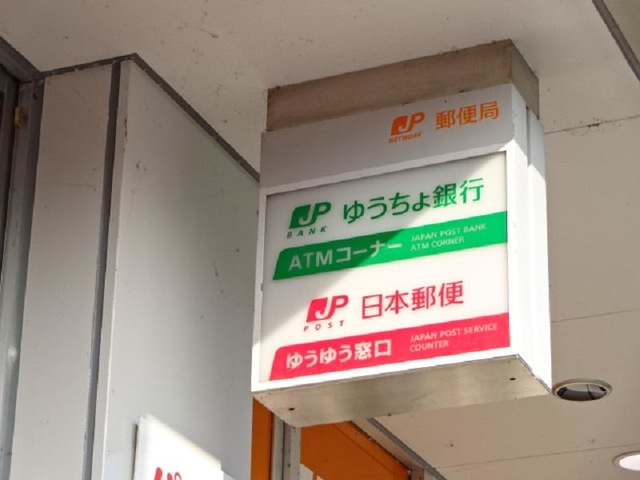 JP 郵便局
NETWORK
JP ゆうちょ銀行
BANK
ATMコーナー JAPAN POST BANK
ATM CORNER
JP 日本郵便
POST
ゆうゆう窓口 JAPAN POST SERVICE
COUNTER